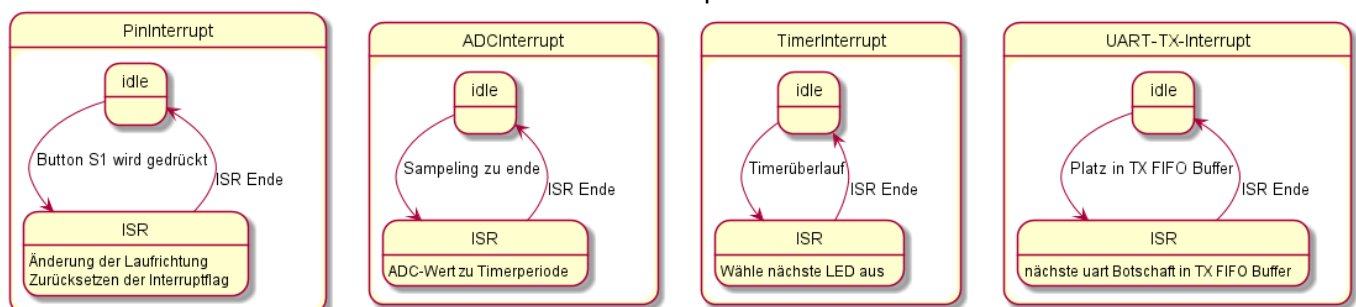 PinInterrupt
idle
Button S1 wird gedrückt
ISR Ende
ISR
Änderung der Laufrichtung
Zurücksetzen der Interruptflag
ADCInterrupt
idle
Sampeling zu ende
ISR Ende
ISR
ADC-Wert zu Timerperiode
TimerInterrupt
idle
Timerüberlauf
ISR Ende
ISR
Wähle nächste LED aus
UART-TX-Interrupt
idle
Platz in TX FIFO Buffer
ISR Ende
ISR
nächste uart Botschaft in TX FIFO Buffer